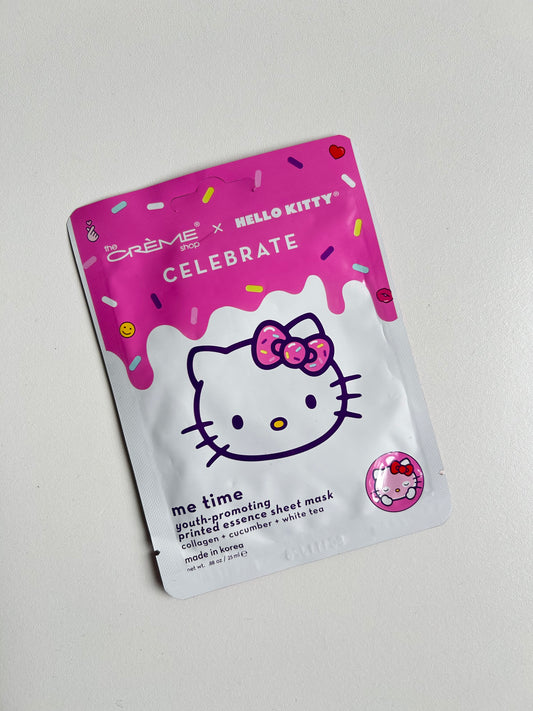 the CRÈME shop® × HELLO KITTY®
CELEBRATE
me time
youth-promoting
printed essence sheet mask
collagen + cucumber + white tea
made in korea
net wt. .88 oz / 25 ml ℮